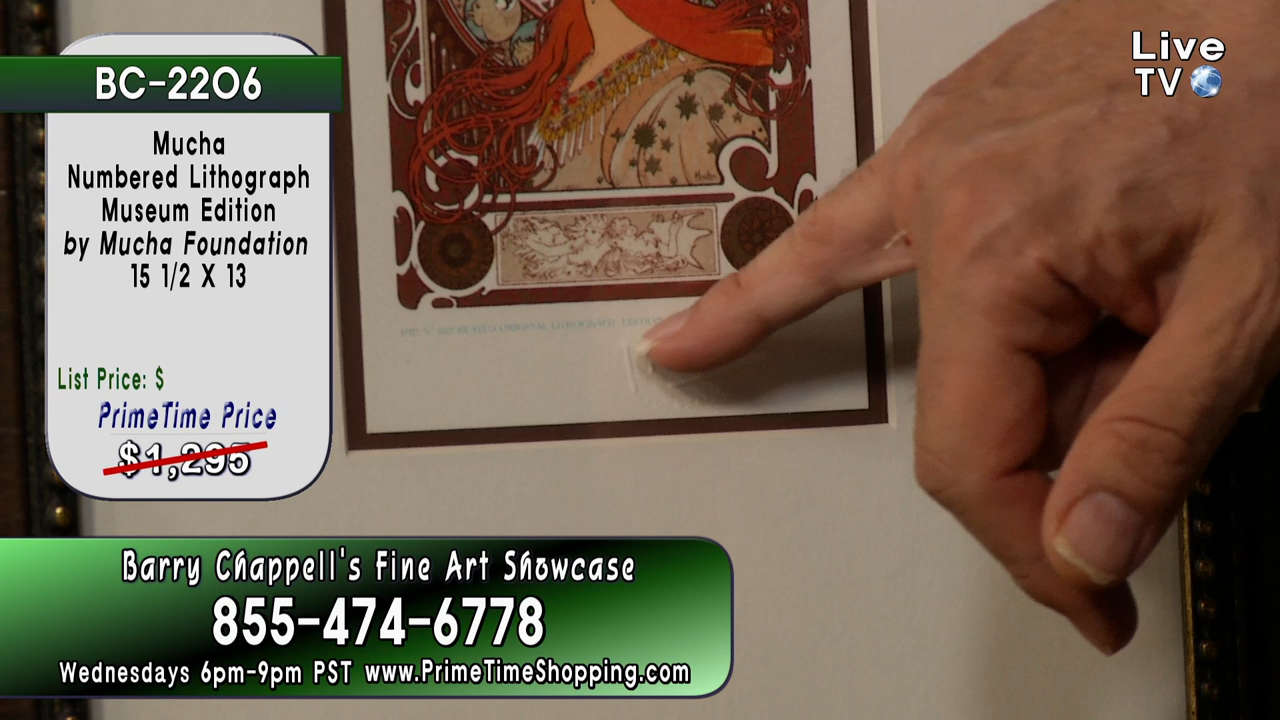 BC-2206
Mucha
Numbered Lithograph
Museum Edition
by Mucha Foundation
15 1/2 X 13
List Price: $
PrimeTime Price
$1,295
Live
TV
Barry Chappell's Fine Art Showcase
855-474-6778
Wednesdays 6pm-9pm PST www.PrimeTimeShopping.com